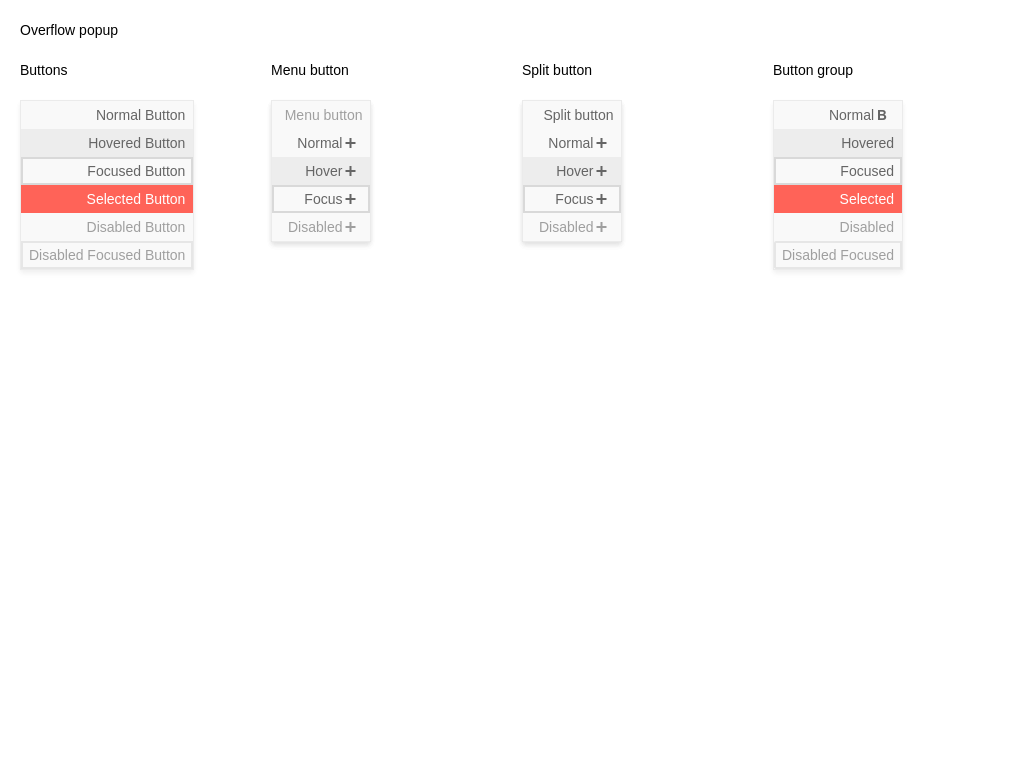 Overflow popup
Buttons
Normal Button
Hovered Button
Focused Button
Selected Button
Disabled Button
Disabled Focused Button
Menu button
Menu button
Normal
Hover
Focus
Disabled
Split button
Split button
Normal
Hover
Focus
Disabled
Button group
Normal B
Hovered
Focused
Selected
Disabled
Disabled Focused